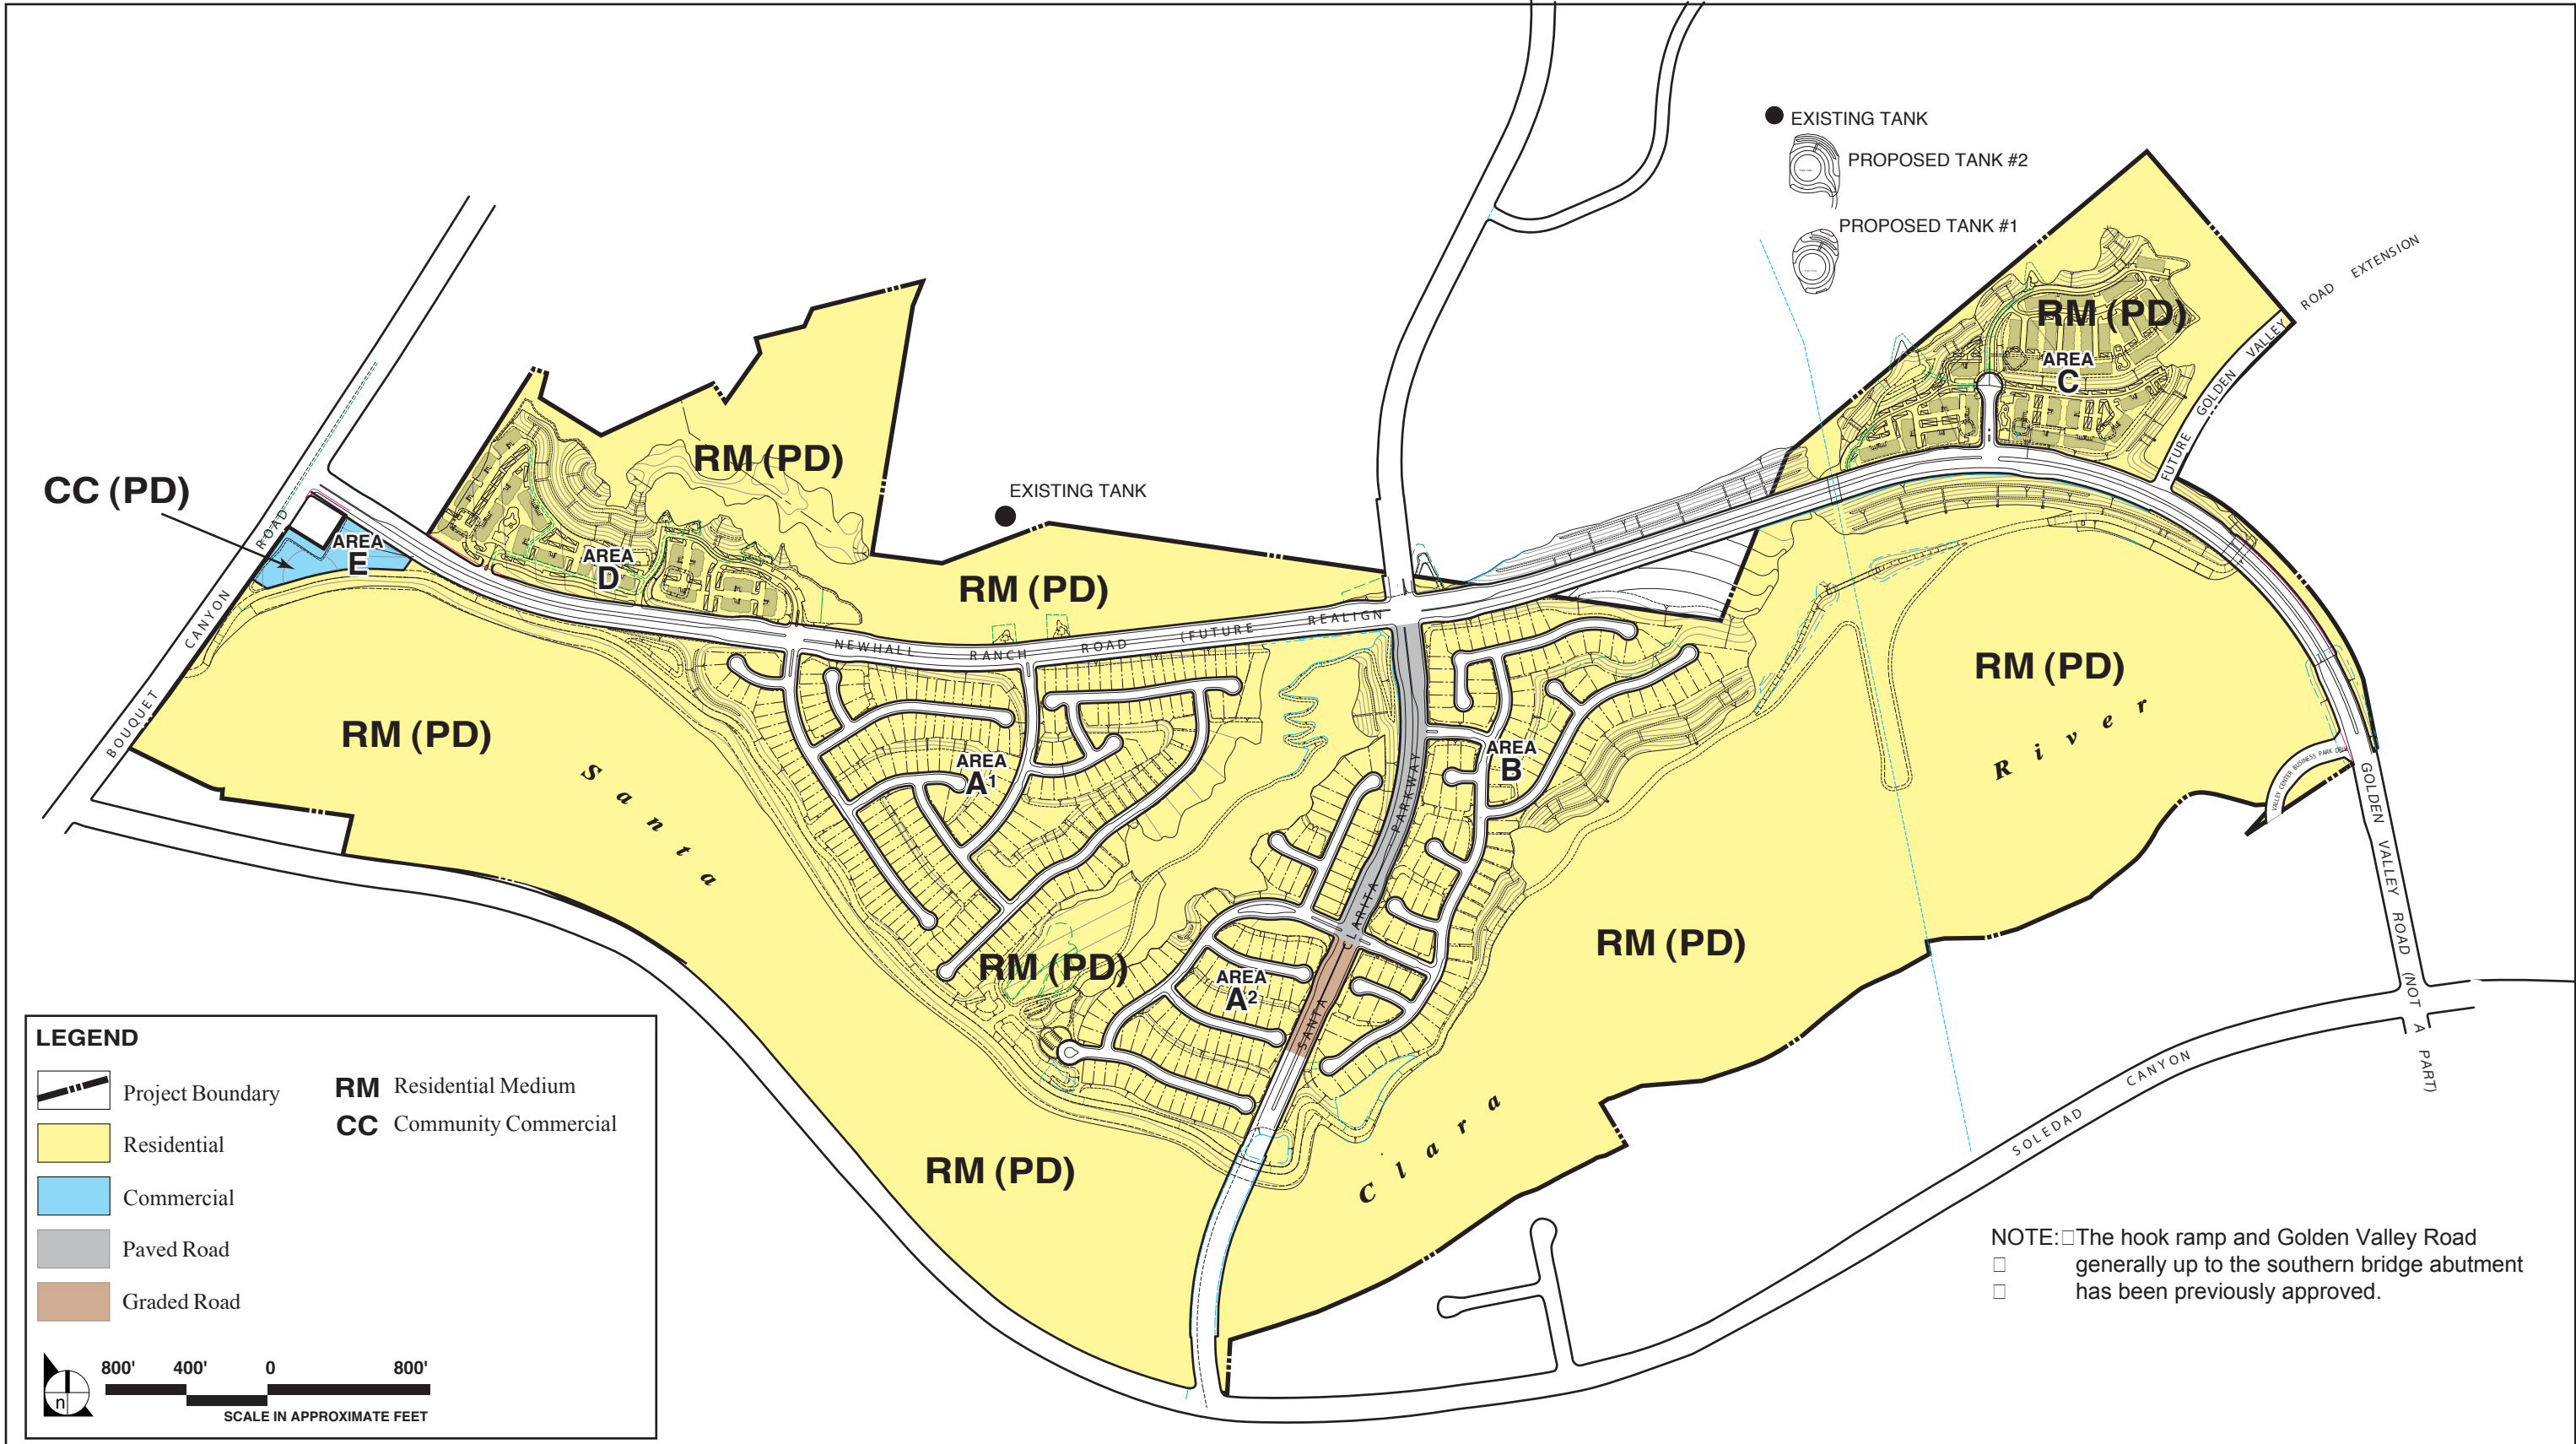 EXISTING TANK
PROPOSED TANK #2
PROPOSED TANK #1
ROAD EXTENSION
FUTURE GOLDEN VALLEY
RM (PD)
AREA
C
RM (PD)
CC (PD)
EXISTING TANK
AREA
E
AREA
D
RM (PD)
BOUQUET CANYON ROAD
NEWHALL RANCH ROAD (FUTURE REALIGN
RM (PD)
RM (PD)
River
Santa
AREA
A1
AREA
B
VALLEY CENTER BUSINESS PARK DRIVE
SANTA CLARITA PARKWAY
GOLDEN VALLEY ROAD (NOT A PART)
RM (PD)
RM (PD)
AREA
A2
RM (PD)
Clara
SOLEDAD CANYON
LEGEND
Project Boundary
Residential
Commercial
Paved Road
Graded Road
RM Residential Medium
CC Community Commercial
n
800' 400' 0 800'
SCALE IN APPROXIMATE FEET
NOTE: The hook ramp and Golden Valley Road
generally up to the southern bridge abutment
has been previously approved.